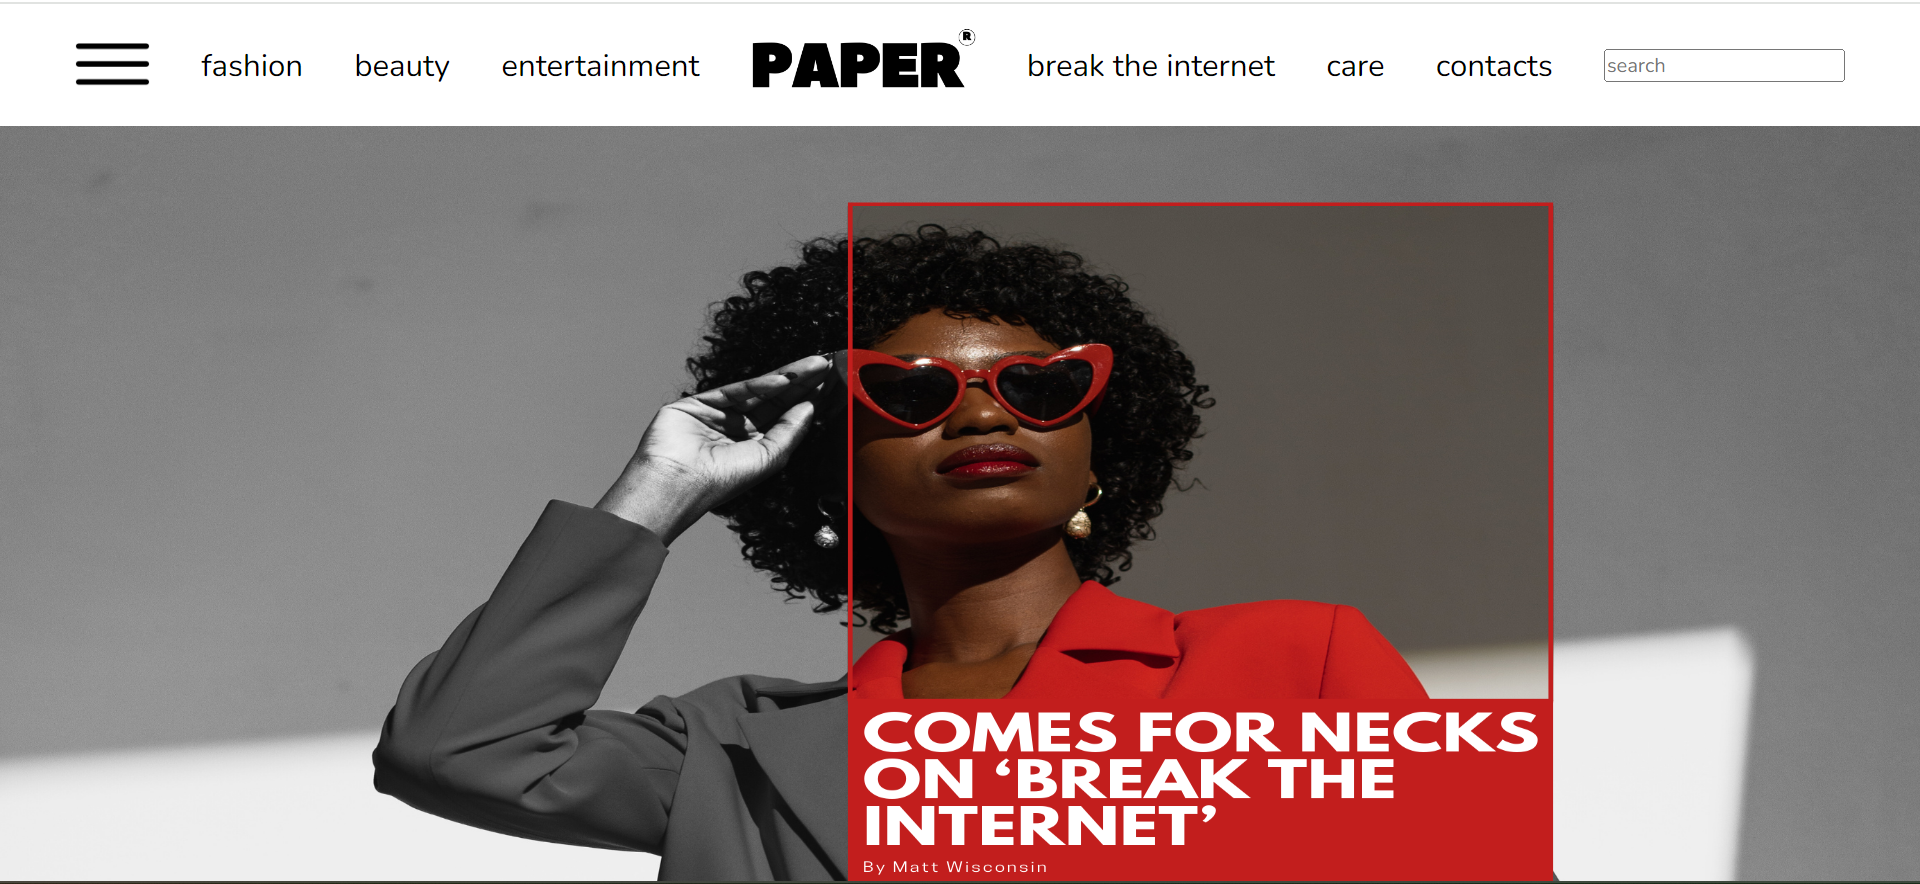 fashion beauty entertainment PAPER® break the internet care contacts search
COMES FOR NECKS
ON ‘BREAK THE
INTERNET’
By Matt Wisconsin